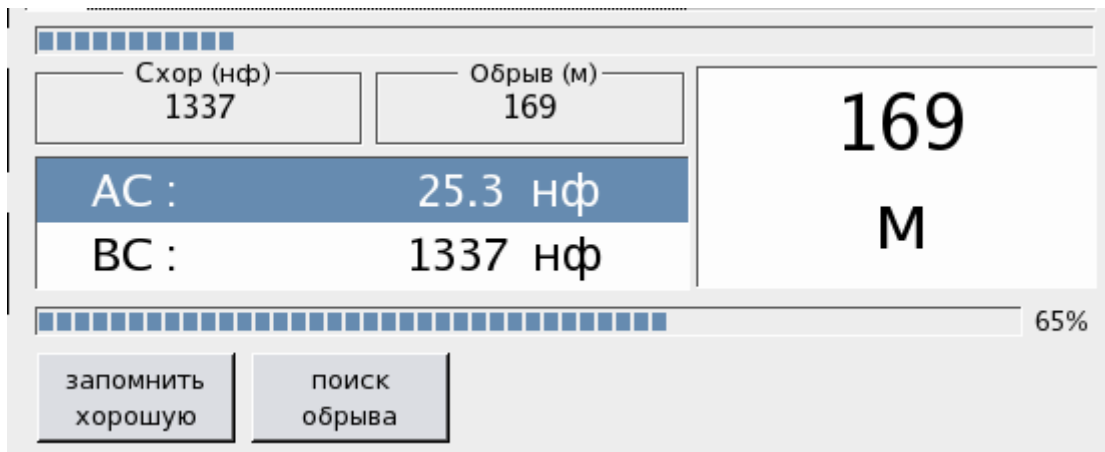 Схор (нф)
1337
Обрыв (м)
169
169
м
АС : 25.3 нф
ВС : 1337 нф
65%
запомнить
хорошую
поиск
обрыва